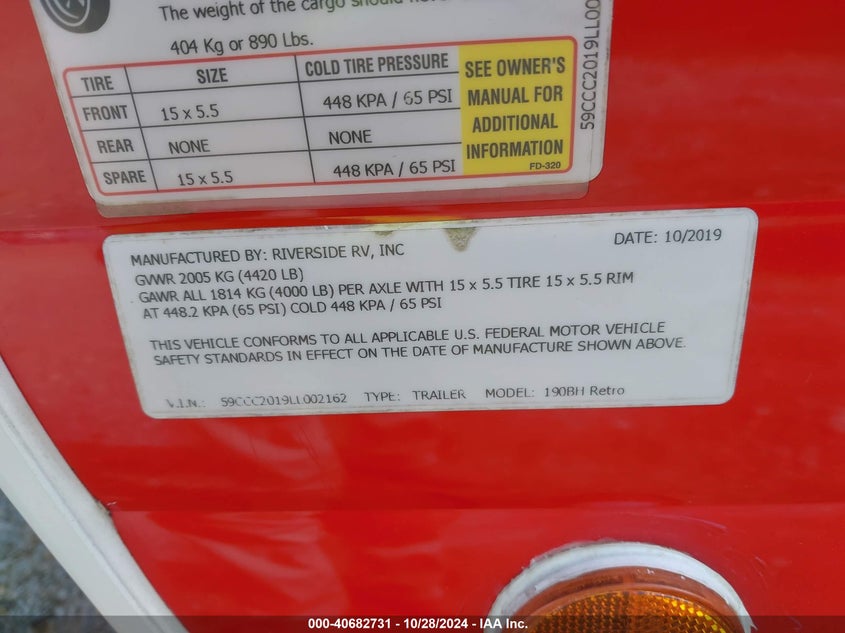 The weight of the cargo should never
404 Kg or 890 Lbs.
TIRE SIZE COLD TIRE PRESSURE
FRONT 15 x 5.5 448 KPA / 65 PSI
REAR NONE NONE
SPARE 15 x 5.5 448 KPA / 65 PSI
SEE OWNER'S
MANUAL FOR
ADDITIONAL
INFORMATION
FD-320
59CCC2019LL00
MANUFACTURED BY: RIVERSIDE RV, INC DATE: 10/2019
GVWR 2005 KG (4420 LB)
GAWR ALL 1814 KG (4000 LB) PER AXLE WITH 15 x 5.5 TIRE 15 x 5.5 RIM
AT 448.2 KPA (65 PSI) COLD 448 KPA / 65 PSI
THIS VEHICLE CONFORMS TO ALL APPLICABLE U.S. FEDERAL MOTOR VEHICLE
SAFETY STANDARDS IN EFFECT ON THE DATE OF MANUFACTURE SHOWN ABOVE.
V.I.N.: 59CCC2019LL002162 TYPE: TRAILER MODEL: 190BH Retro
000-40682731 - 10/28/2024 - IAA Inc.